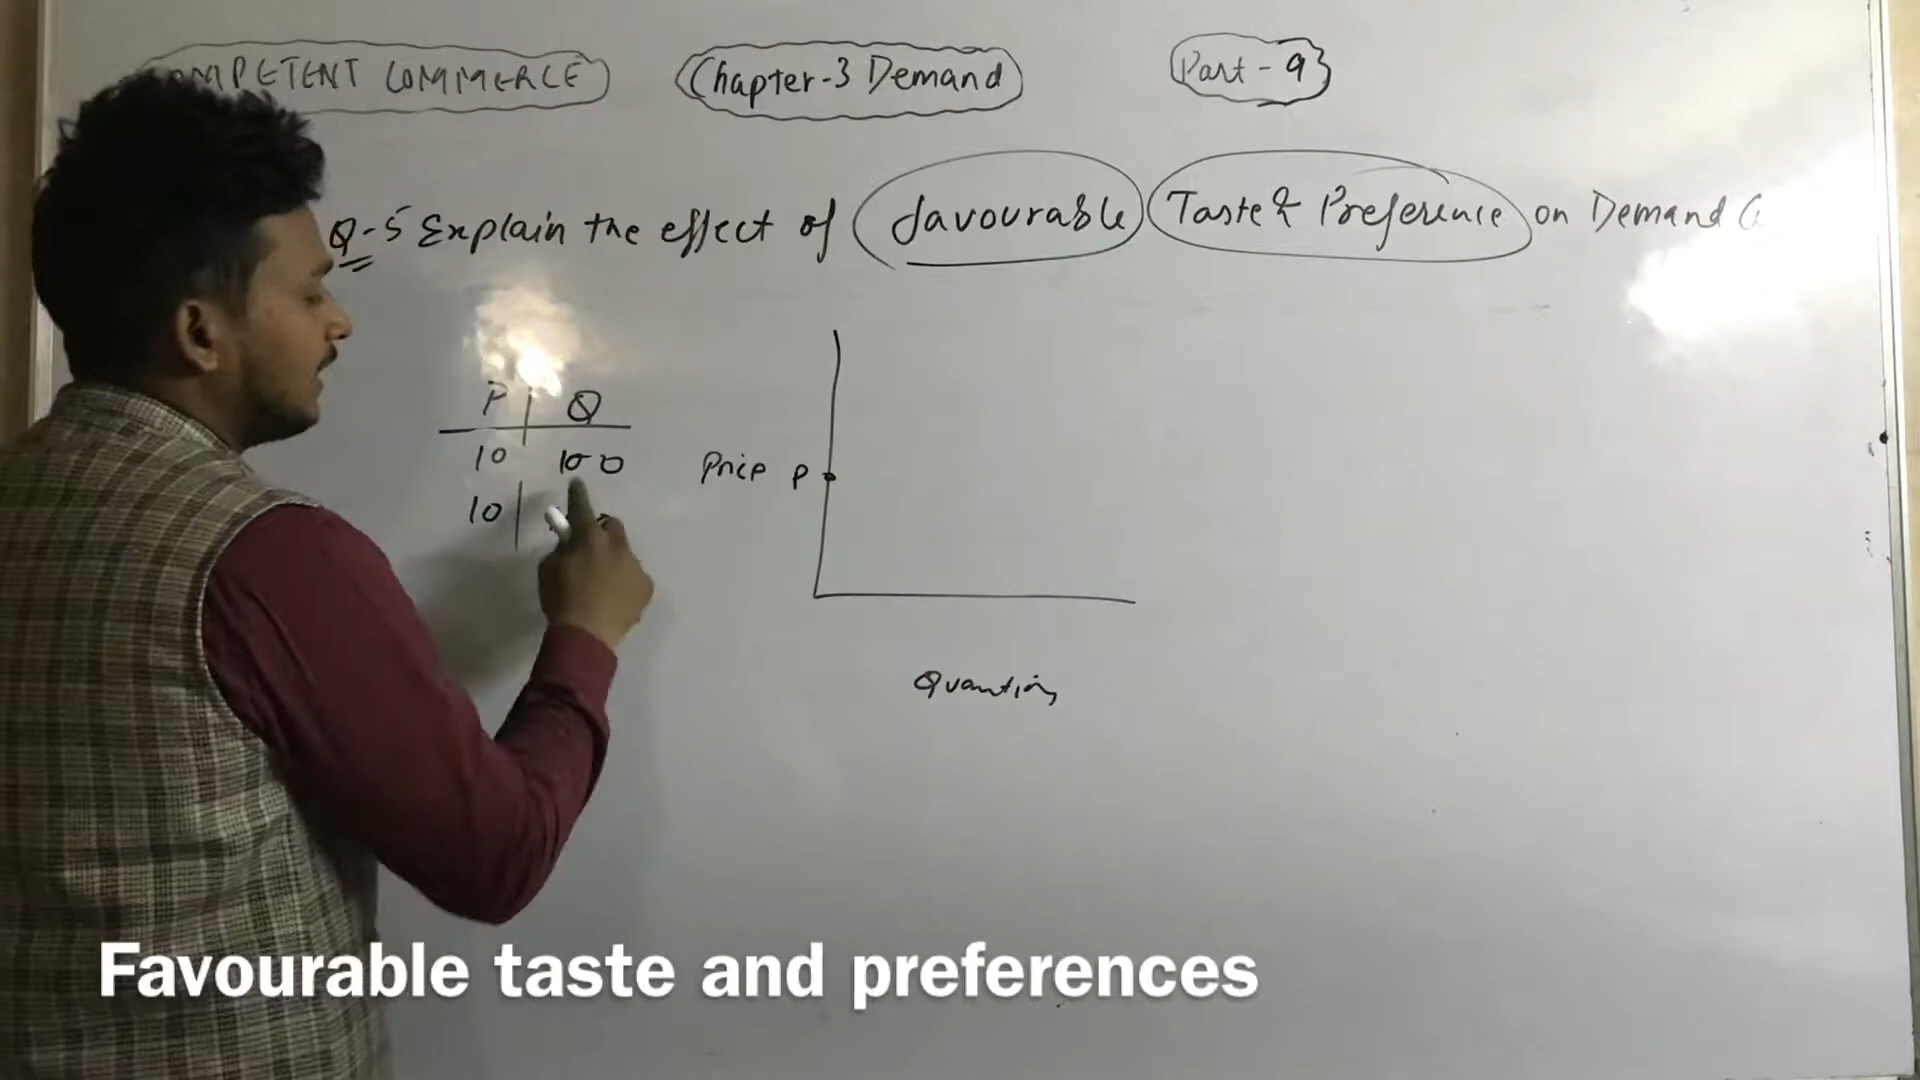 OMPETENT COMMERCE Chapter-3 Demand Part-9
Q-5 Explain the effect of favourable Taste & Preference on Demand C
P Q
10 100
Price P
10
Quantity
Favourable taste and preferences